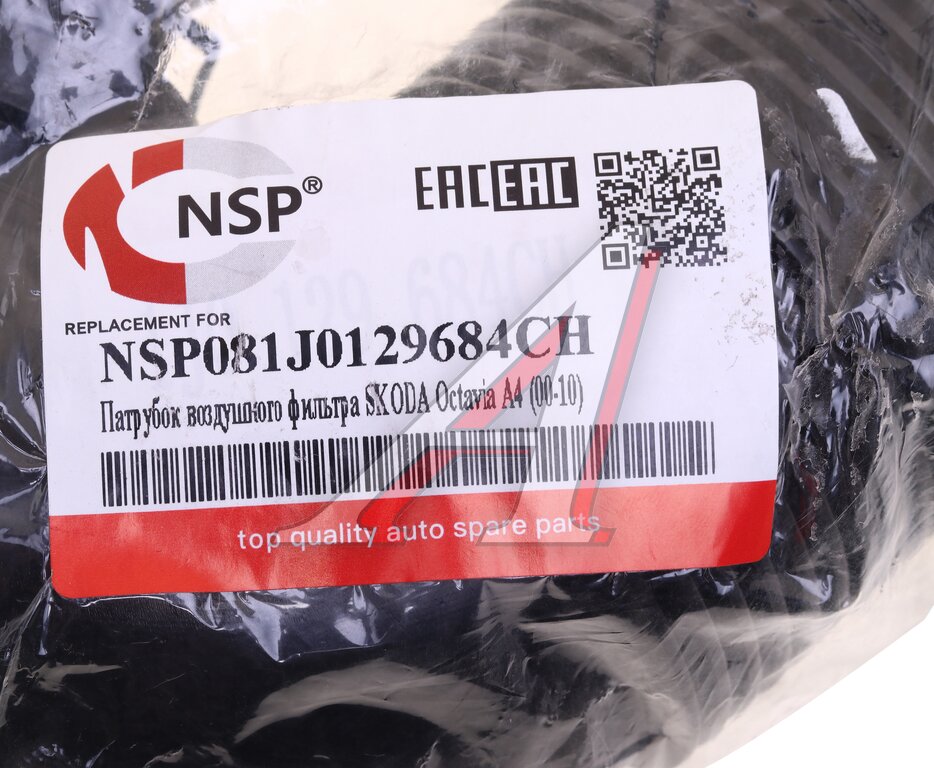 NSP®
EAC EAC
REPLACEMENT FOR
NSP081J0129684CH
Патрубок воздушного фильтра SKODA Octavia A4 (00-10)
top quality auto spare parts